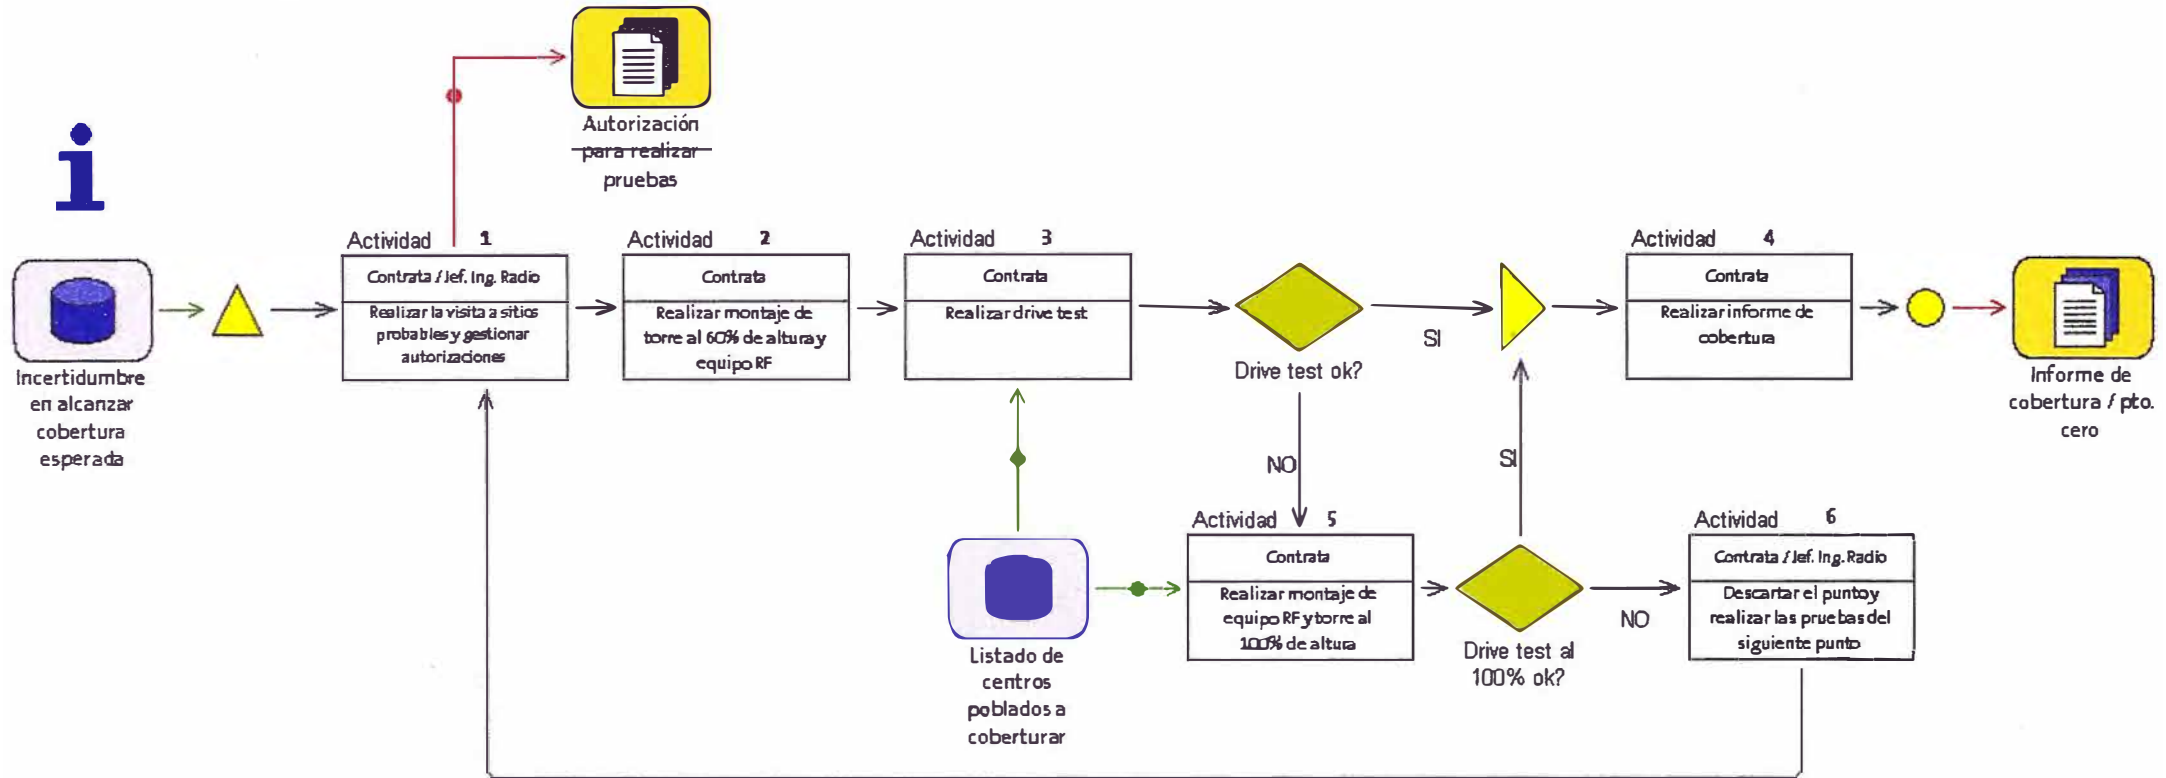 Autorización
para realizar
pruebas
Incertidumbre
en alcanzar
cobertura
esperada
Actividad 1
Contrata / Jef. Ing. Radio
Realizar la visita a sitios
probables y gestionar
autorizaciones
Actividad 2
Contrata
Realizar montaje de
torre al 60% de altura y
equipo RF
Actividad 3
Contrata
Realizar drive test
Drive test ok?
SI
NO
Actividad 4
Contrata
Realizar informe de
cobertura
Informe de
cobertura / pto.
cero
Listado de
centros
poblados a
coberturar
Actividad 5
Contrata
Realizar montaje de
equipo RF y torre al
100% de altura
Drive test al
100% ok?
SI
NO
Actividad 6
Contrata / Jef. Ing. Radio
Descartar el punto y
realizar las pruebas del
siguiente punto